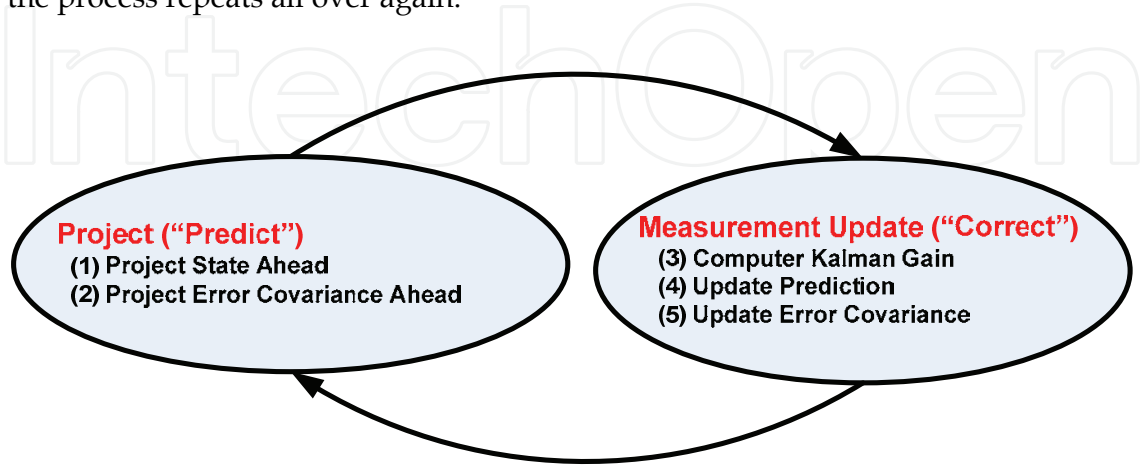 the process repeats all over again.
IntechOpen
Project (“Predict”)
(1) Project State Ahead
(2) Project Error Covariance Ahead
Measurement Update (“Correct”)
(3) Computer Kalman Gain
(4) Update Prediction
(5) Update Error Covariance